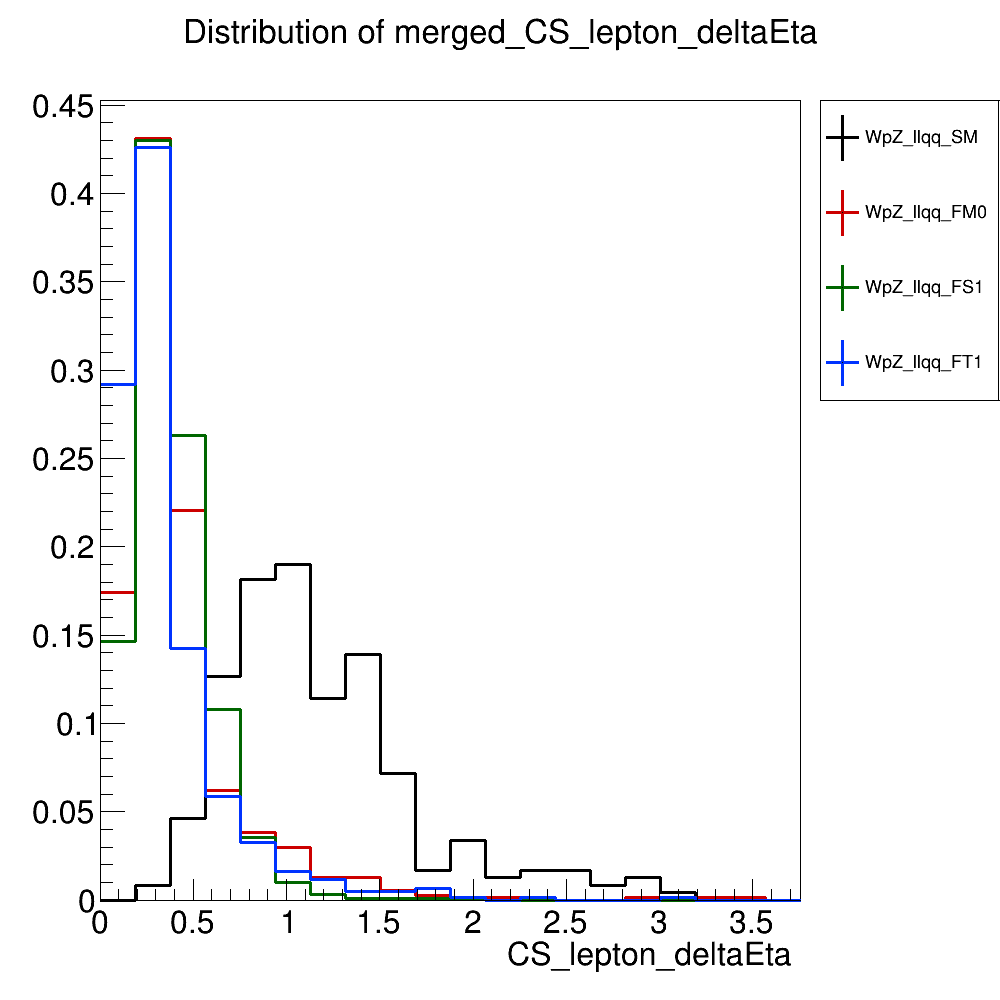 Distribution of merged_CS_lepton_deltaEta
0.45
0.4
0.35
0.3
0.25
0.2
0.15
0.1
0.05
0
0 0.5 1 1.5 2 2.5 3 3.5
CS_lepton_deltaEta
WpZ_llqq_SM
WpZ_llqq_FM0
WpZ_llqq_FS1
WpZ_llqq_FT1